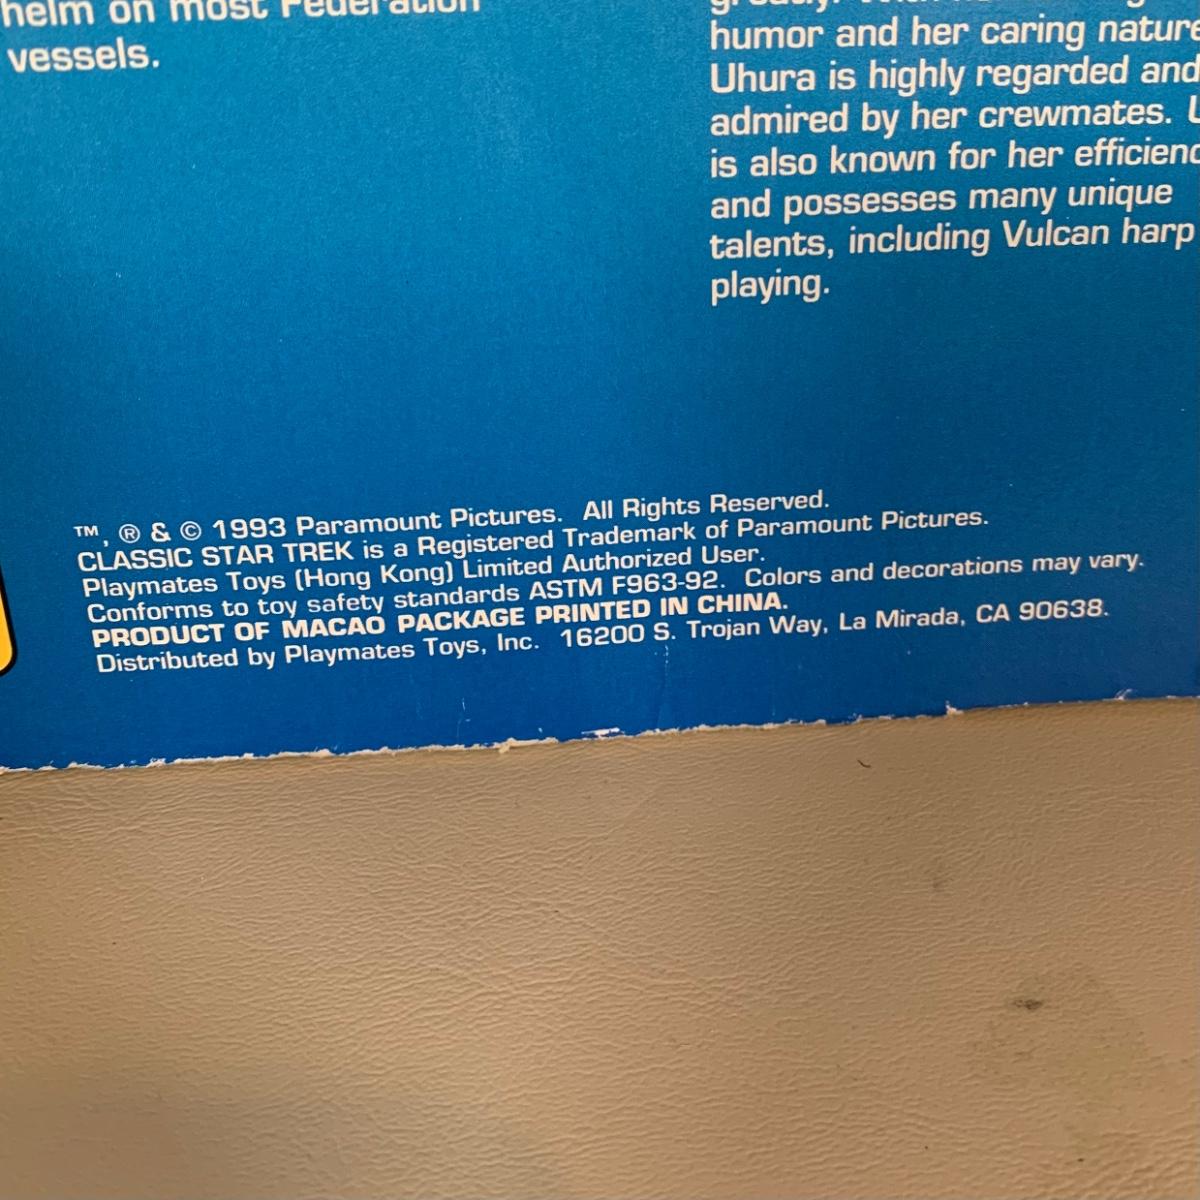 helm on most Federation
vessels.
humor and her caring nature
Uhura is highly regarded and
admired by her crewmates.
is also known for her
and possesses many unique
talents, including Vulcan harp
playing.
™, ® & © 1993 Paramount Pictures. All Rights Reserved.
CLASSIC STAR TREK is a Registered Trademark of Paramount Pictures.
Playmates Toys (Hong Kong) Limited Authorized User.
Conforms to toy safety standards ASTM F963-92. Colors and decorations may vary.
PRODUCT OF MACAO PACKAGE PRINTED IN CHINA.
Distributed by Playmates Toys, Inc. 16200 S. Trojan Way, La Mirada, CA 90638.